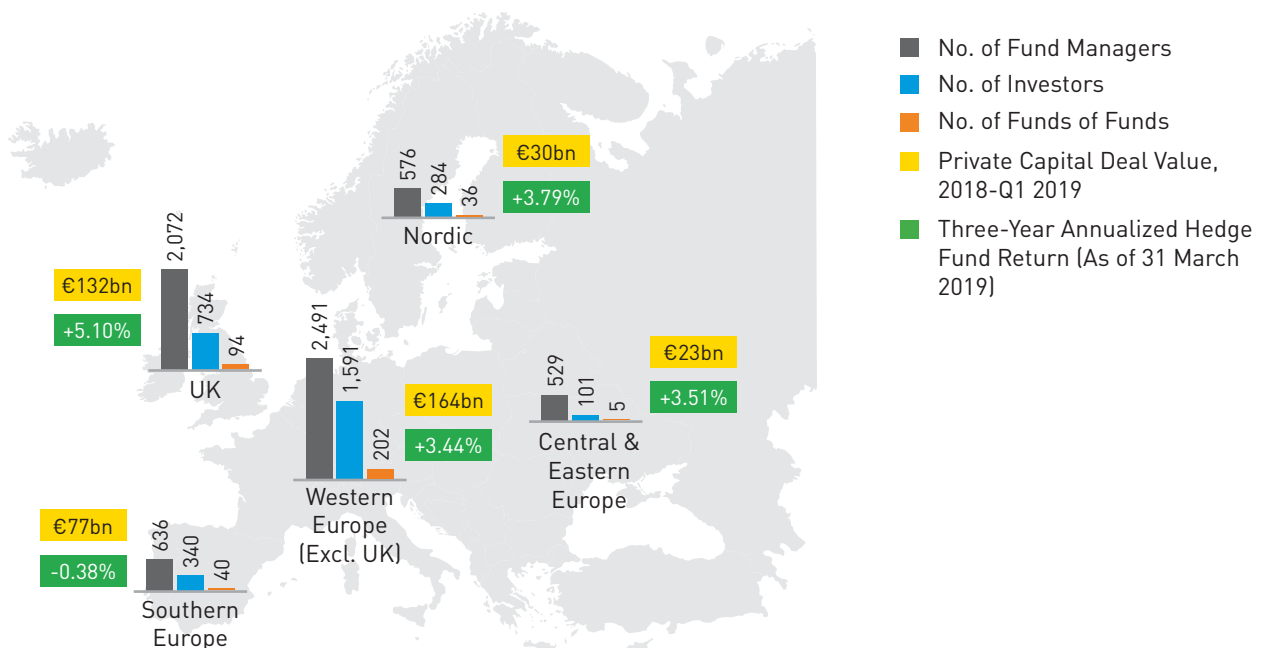 No. of Fund Managers
No. of Investors
No. of Funds of Funds
Private Capital Deal Value,
2018-Q1 2019
Three-Year Annualized Hedge
Fund Return (As of 31 March
2019)
576
284
36
€30bn
+3.79%
Nordic
2,072
734
94
€132bn
+5.10%
UK
2,491
1,591
202
€164bn
+3.44%
Western
Europe
(Excl. UK)
529
101
5
€23bn
+3.51%
Central &
Eastern
Europe
€77bn
-0.38%
636
340
40
Southern
Europe